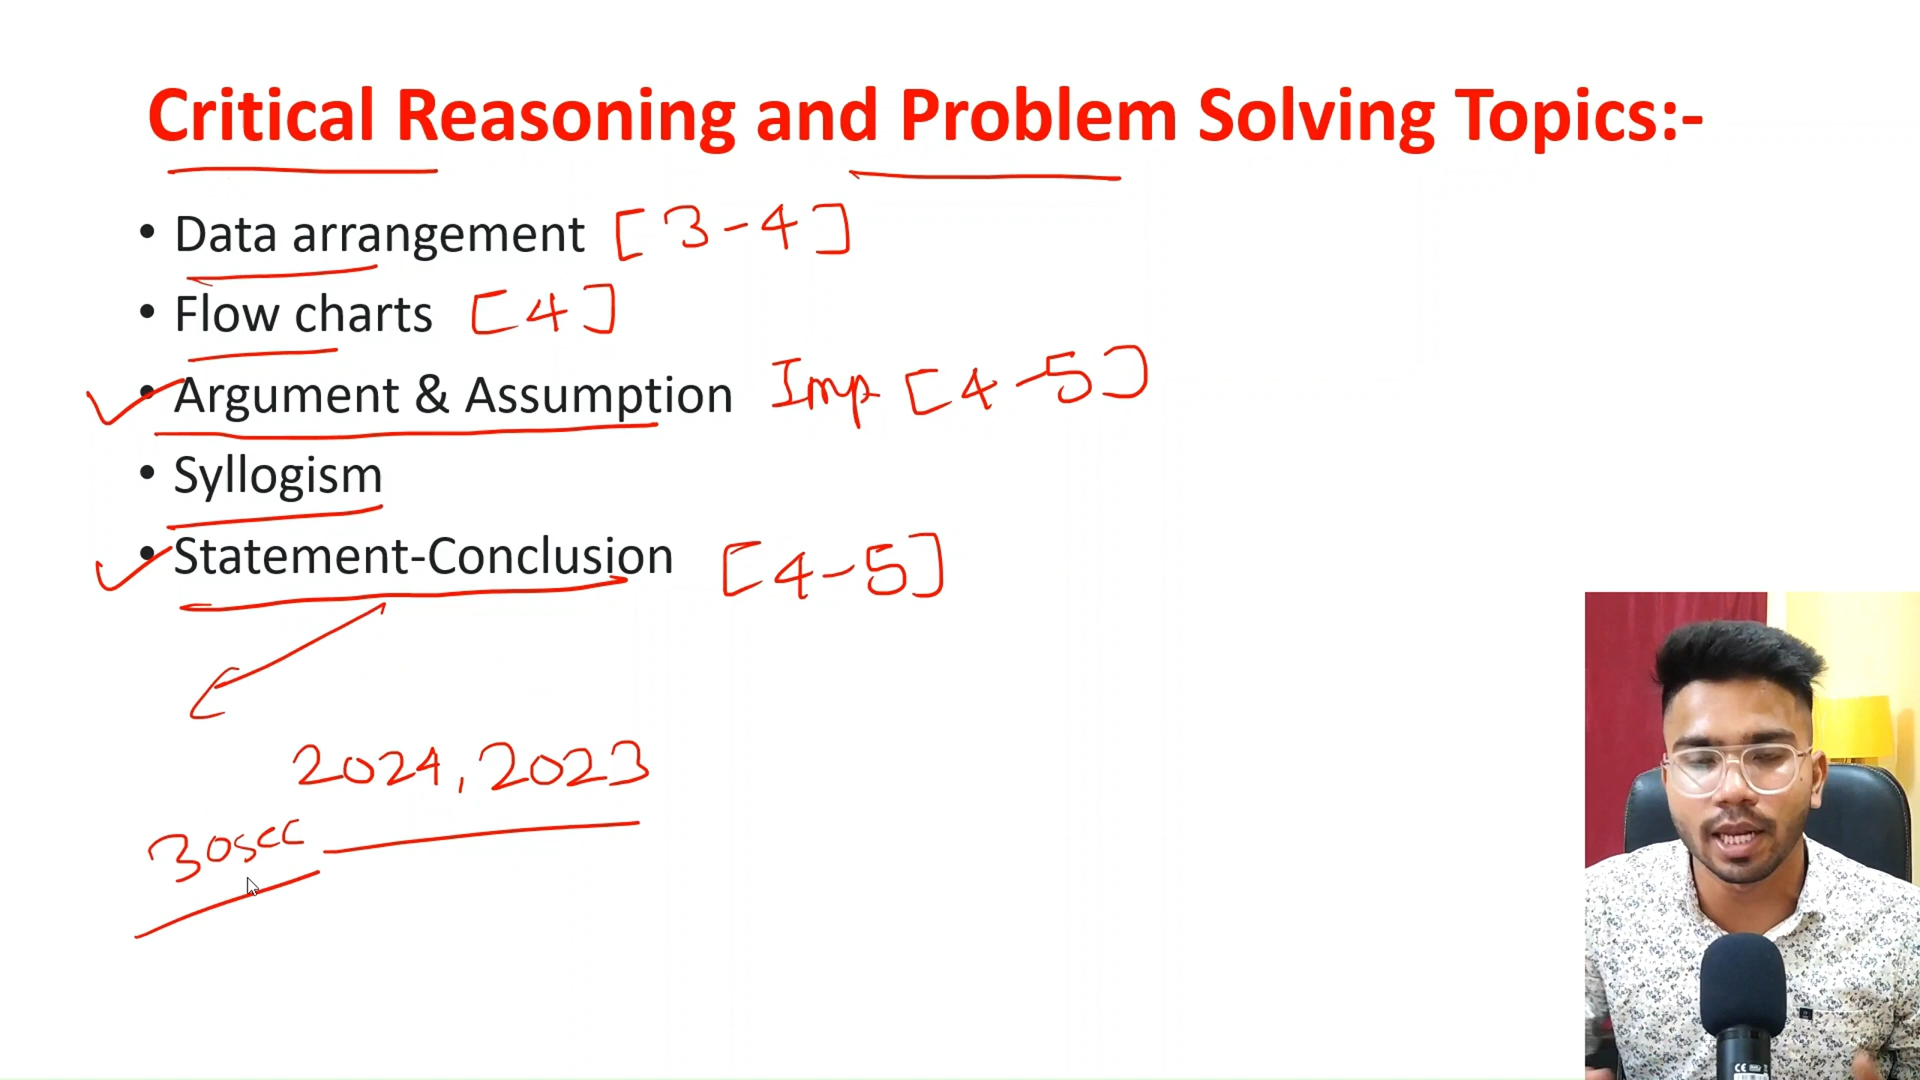 Critical Reasoning and Problem Solving Topics:-
• Data arrangement [3-4]
• Flow charts [4]
• Argument & Assumption Imp [4-5]
• Syllogism
• Statement-Conclusion [4-5]
2024, 2023
30sec